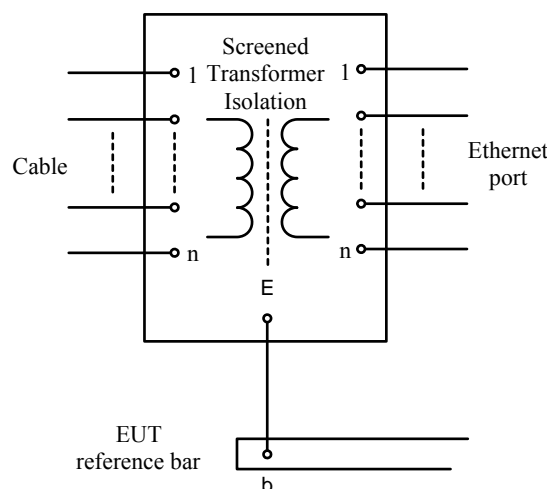 Screened
Transformer
Isolation
1
1
Cable
Ethernet
port
n
n
E
EUT
reference bar
b